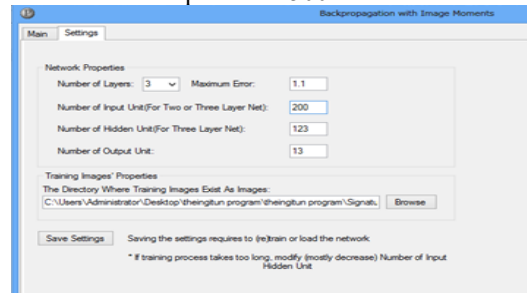 Backpropagation with Image Moments
Main Settings
Network Properties
Number of Layers: 3 Maximum Error: 1.1
Number of Input Unit(For Two or Three Layer Net): 200
Number of Hidden Unit(For Three Layer Net): 123
Number of Output Unit: 13
Training Images' Properties
The Directory Where Training Images Exist As Images:
C:\Users\Administrator\Desktop\theingitun program\theingitun program\Signatu Browse
Save Settings Saving the settings requires to (re)train or load the network
* If training process takes too long, modify (mostly decrease) Number of Input
Hidden Unit